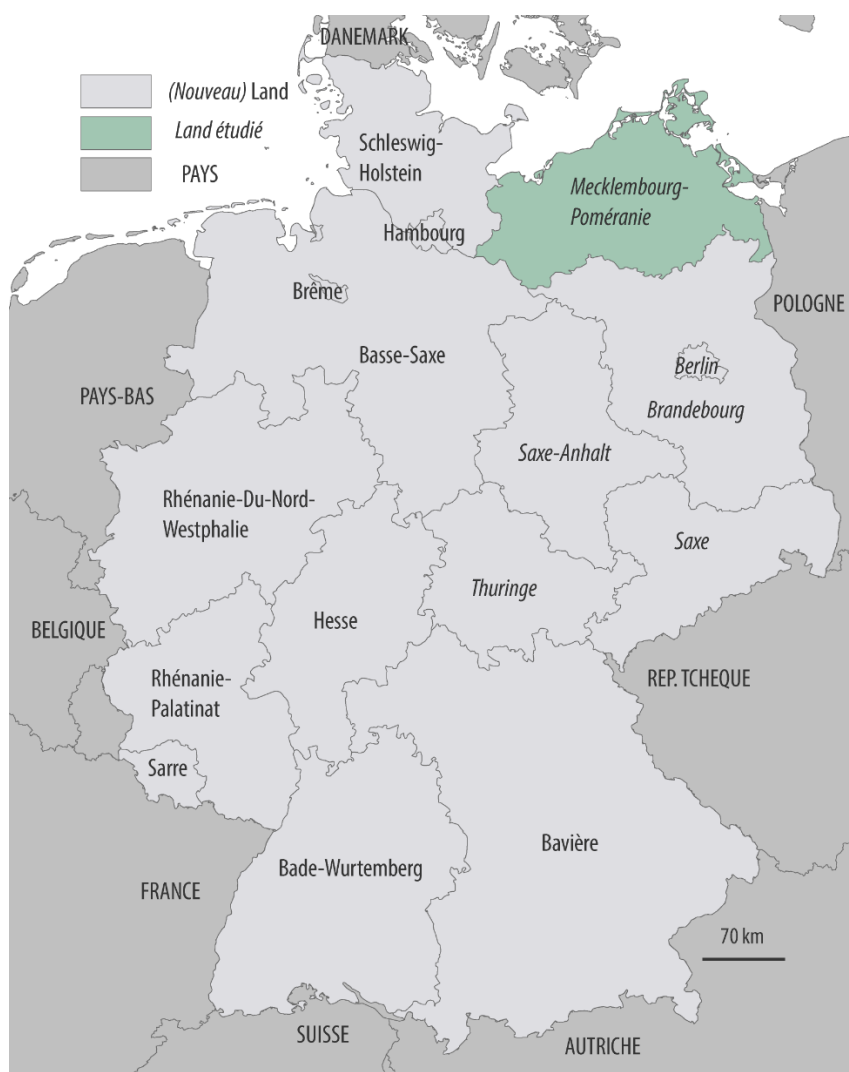 DANEMARK
(Nouveau) Land
Land étudié
PAYS
Schleswig-
Holstein
Mecklembourg-
Poméranie
Hambourg
Brême
POLOGNE
Basse-Saxe
Berlin
PAYS-BAS
Brandebourg
Saxe-Anhalt
Rhénanie-Du-Nord-
Westphalie
Saxe
Thuringe
Hesse
BELGIQUE
REP. TCHEQUE
Rhénanie-
Palatinat
Sarre
Bavière
Bade-Wurtemberg
FRANCE
70 km
SUISSE
AUTRICHE